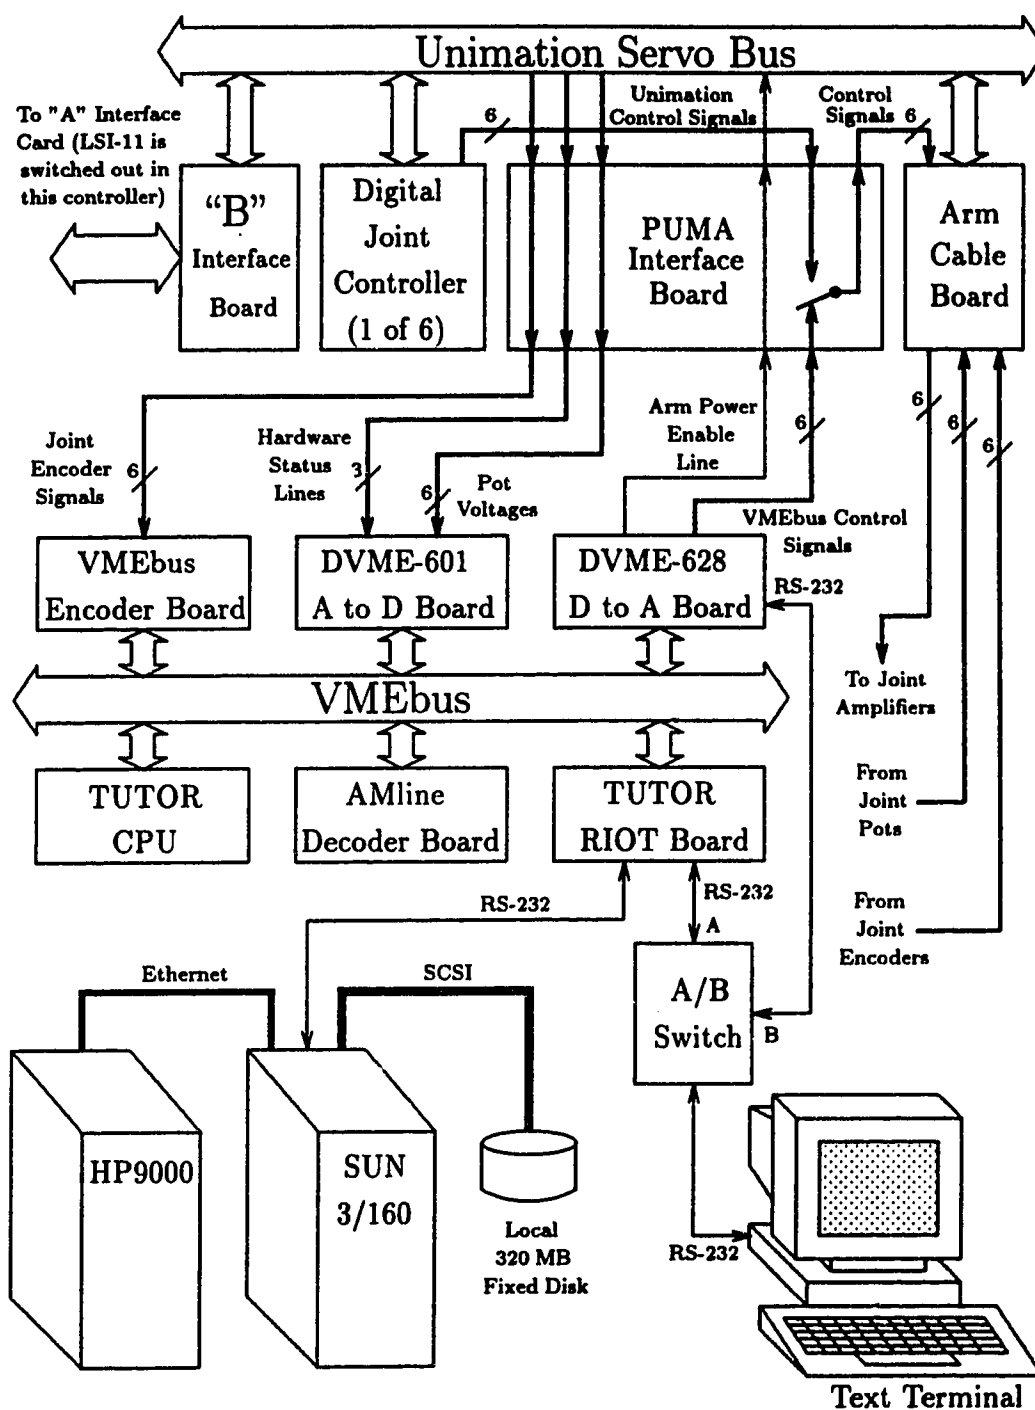 Unimation Servo Bus
To "A" Interface
Card (LSI-11 is
switched out in
this controller)
6
Unimation
Control Signals
Control
Signals
6
“B”
Interface
Board
Digital
Joint
Controller
(1 of 6)
PUMA
Interface
Board
Arm
Cable
Board
Joint
Encoder
Signals
6
Hardware
Status
Lines
3
6
Pot
Voltages
Arm Power
Enable
Line
6
VMEbus Control
Signals
6
6
6
VMEbus
Encoder Board
DVME-601
A to D Board
DVME-628
D to A Board
RS-232
VMEbus
To Joint
Amplifiers
TUTOR
CPU
AMline
Decoder Board
TUTOR
RIOT Board
From
Joint
Pots
RS-232
RS-232
A
From
Joint
Encoders
Ethernet
SCSI
A/B
Switch
B
HP9000
SUN
3/160
Local
320 MB
Fixed Disk
RS-232
Text Terminal